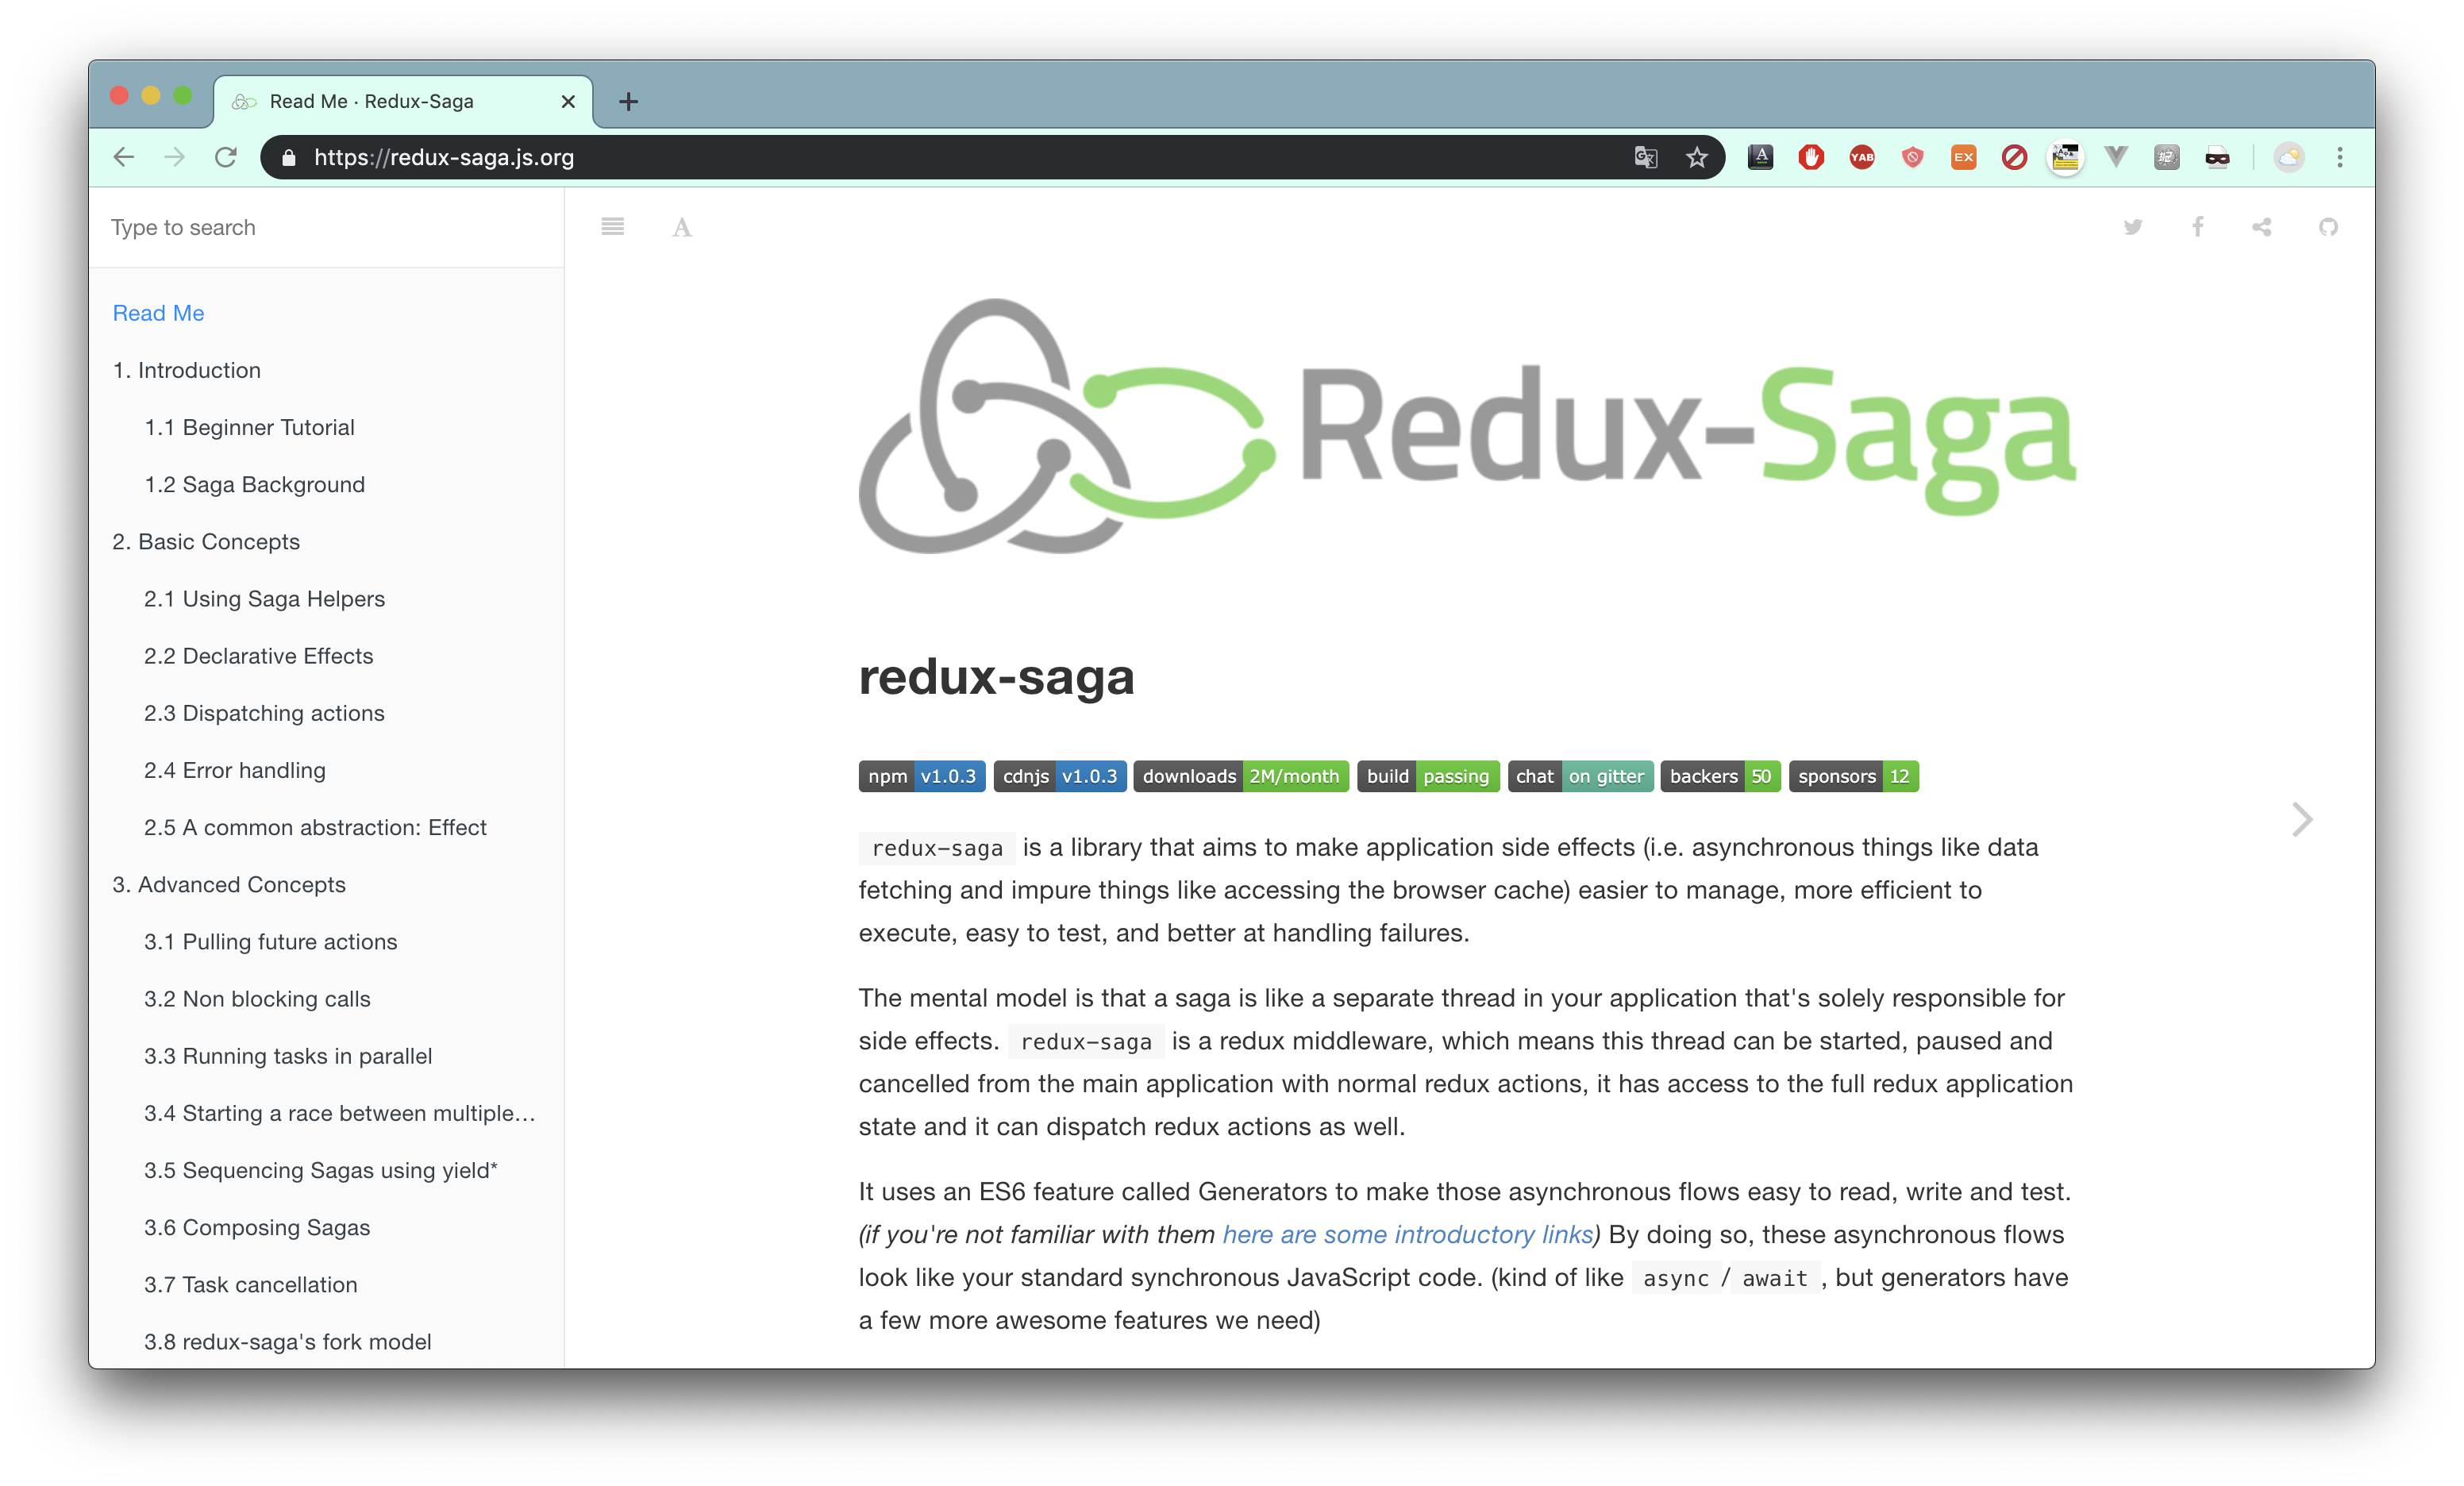 Read Me · Redux-Saga
https://redux-saga.js.org
A
YAB
EX
Type to search
A
Read Me
1. Introduction
1.1 Beginner Tutorial
1.2 Saga Background
2. Basic Concepts
2.1 Using Saga Helpers
2.2 Declarative Effects
2.3 Dispatching actions
2.4 Error handling
2.5 A common abstraction: Effect
3. Advanced Concepts
3.1 Pulling future actions
3.2 Non blocking calls
3.3 Running tasks in parallel
3.4 Starting a race between multiple…
3.5 Sequencing Sagas using yield*
3.6 Composing Sagas
3.7 Task cancellation
3.8 redux-saga's fork model
Redux-Saga
redux-saga
npm v1.0.3 cdnjs v1.0.3 downloads 2M/month build passing chat on gitter backers 50 sponsors 12
redux-saga is a library that aims to make application side effects (i.e. asynchronous things like data
fetching and impure things like accessing the browser cache) easier to manage, more efficient to
execute, easy to test, and better at handling failures.
The mental model is that a saga is like a separate thread in your application that's solely responsible for
side effects. redux-saga is a redux middleware, which means this thread can be started, paused and
cancelled from the main application with normal redux actions, it has access to the full redux application
state and it can dispatch redux actions as well.
It uses an ES6 feature called Generators to make those asynchronous flows easy to read, write and test.
(if you're not familiar with them here are some introductory links) By doing so, these asynchronous flows
look like your standard synchronous JavaScript code. (kind of like async / await , but generators have
a few more awesome features we need)